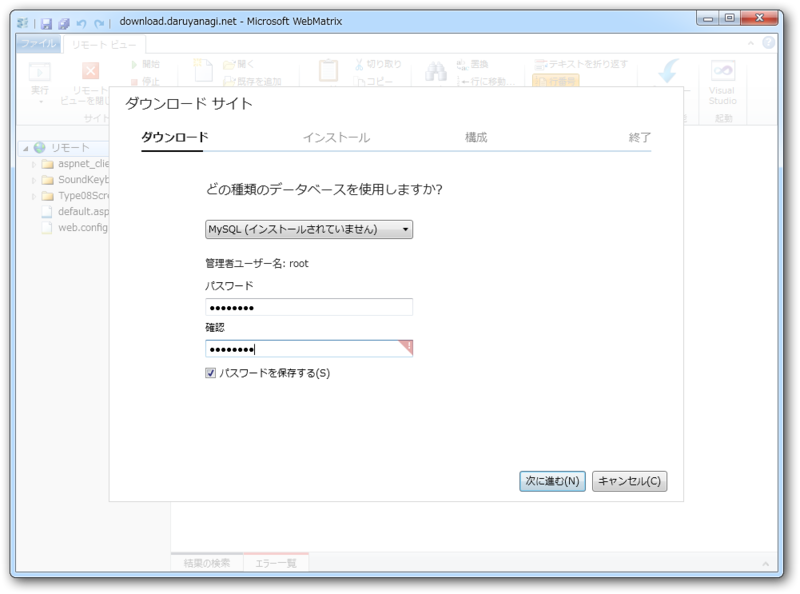 download.daruyanagi.net - Microsoft WebMatrix
ファイル リモート ビュー
実行
リモート
ビューを閉じ
サイト
開始
停止
開く
既存を追加
切り取り
コピー
置換
行に移動
テキストを折り返す
行番号
Visual
Studio
起動
リモート
aspnet_clie
SoundKeyb
Type08Scr
default.asp
web.config
ダウンロード サイト
ダウンロード インストール 構成 終了
どの種類のデータベースを使用しますか?
MySQL (インストールされていません)
管理者ユーザー名: root
パスワード
●●●●●●●●
確認
●●●●●●●●
パスワードを保存する(S)
次に進む(N) キャンセル(C)
結果の検索 エラー一覧